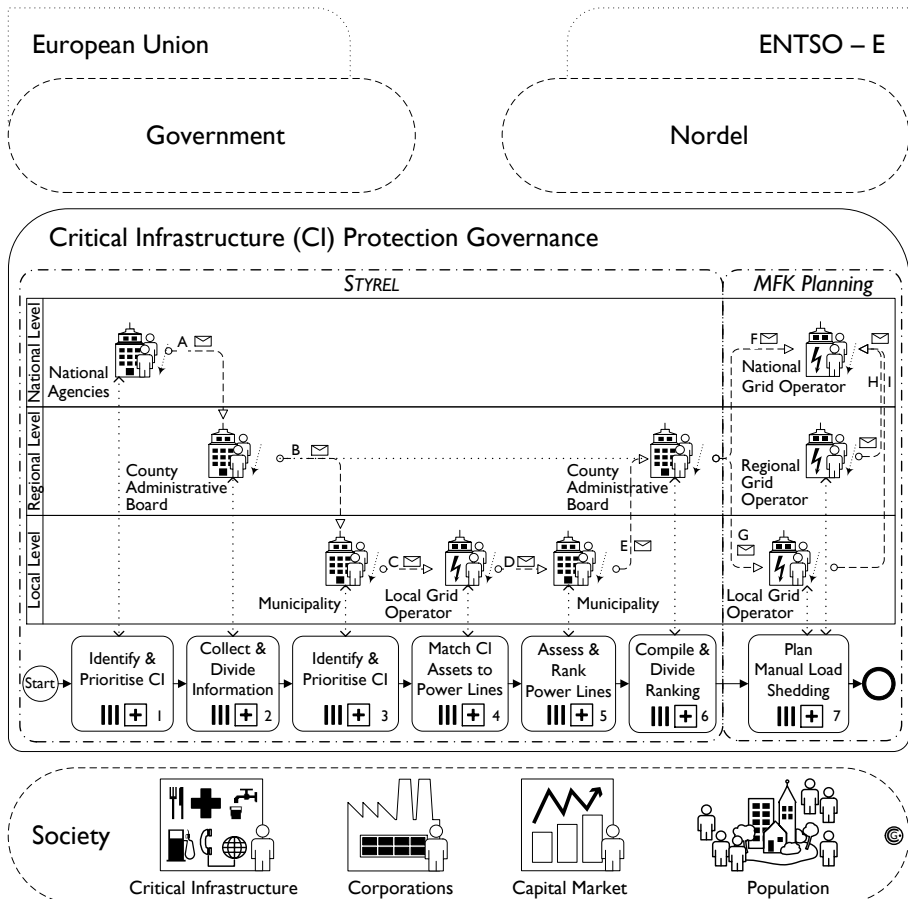 European Union
ENTSO – E
Government
Nordel
Critical Infrastructure (CI) Protection Governance
STYREL
MFK Planning
National Level
A
National
Agencies
F
National
Grid Operator
H
I
Regional Level
County
Administrative
Board
B
County
Administrative
Board
Regional
Grid
Operator
Local Level
Municipality
C
Local Grid
Operator
D
Municipality
E
G
Local Grid
Operator
Start
Identify &
Prioritise CI
1
Collect &
Divide
Information
2
Identify &
Prioritise CI
3
Match CI
Assets to
Power Lines
4
Assess &
Rank
Power Lines
5
Compile &
Divide
Ranking
6
Plan
Manual Load
Shedding
7
Society
Critical Infrastructure
Corporations
Capital Market
Population